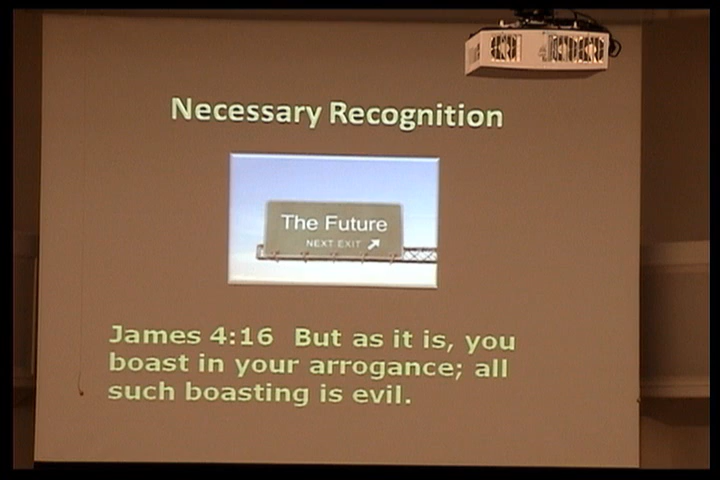 Necessary Recognition
The Future
NEXT EXIT
James 4:16 But as it is, you
boast in your arrogance; all
such boasting is evil.